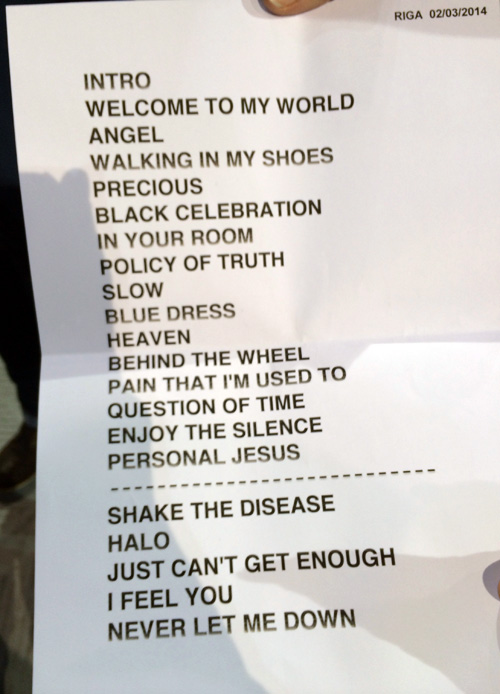 RIGA 02/03/2014
INTRO
WELCOME TO MY WORLD
ANGEL
WALKING IN MY SHOES
PRECIOUS
BLACK CELEBRATION
IN YOUR ROOM
POLICY OF TRUTH
SLOW
BLUE DRESS
HEAVEN
BEHIND THE WHEEL
PAIN THAT I'M USED TO
QUESTION OF TIME
ENJOY THE SILENCE
PERSONAL JESUS
-----------------------------
SHAKE THE DISEASE
HALO
JUST CAN'T GET ENOUGH
I FEEL YOU
NEVER LET ME DOWN